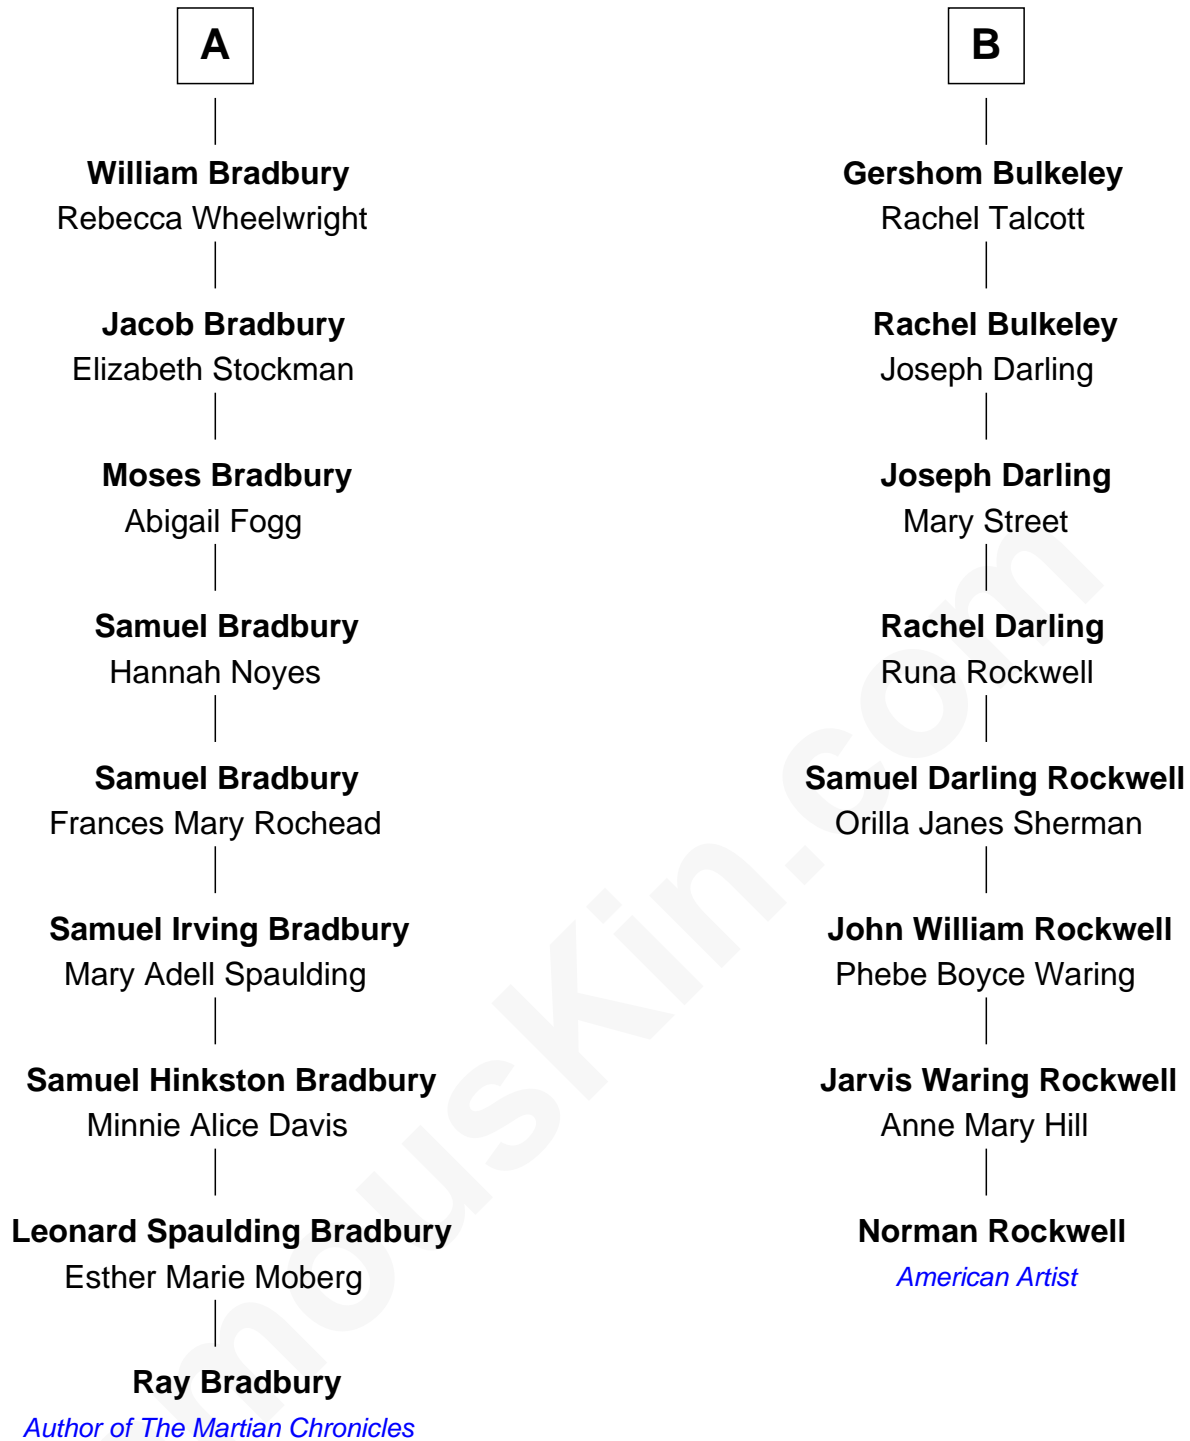 A
William Bradbury
Rebecca Wheelwright
Jacob Bradbury
Elizabeth Stockman
Moses Bradbury
Abigail Fogg
Samuel Bradbury
Hannah Noyes
Samuel Bradbury
Frances Mary Rochead
Samuel Irving Bradbury
Mary Adell Spaulding
Samuel Hinkston Bradbury
Minnie Alice Davis
Leonard Spaulding Bradbury
Esther Marie Moberg
Ray Bradbury
Author of The Martian Chronicles
B
Gershom Bulkeley
Rachel Talcott
Rachel Bulkeley
Joseph Darling
Joseph Darling
Mary Street
Rachel Darling
Runa Rockwell
Samuel Darling Rockwell
Orilla Janes Sherman
John William Rockwell
Phebe Boyce Waring
Jarvis Waring Rockwell
Anne Mary Hill
Norman Rockwell
American Artist
mousKin.com